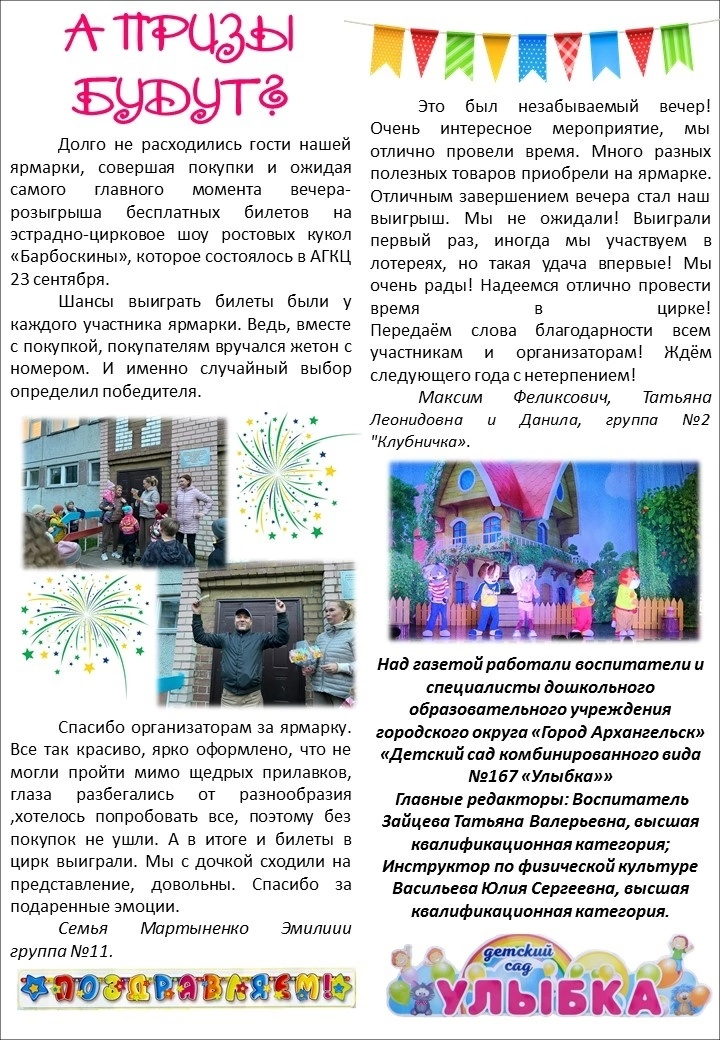 А ПРИЗЫ
БУДУТ?
Долго не расходились гости нашей
ярмарки, совершая покупки и ожидая
самого главного момента вечера-
розыгрыша бесплатных билетов на
эстрадно-цирковое шоу ростовых кукол
«Барбоскины», которое состоялось в АГКЦ
23 сентября.
Шансы выиграть билеты были у
каждого участника ярмарки. Ведь, вместе
с покупкой, покупателям вручался жетон с
номером. И именно случайный выбор
определил победителя.
Спасибо организаторам за ярмарку.
Все так красиво, ярко оформлено, что не
могли пройти мимо щедрых прилавков,
глаза разбегались от разнообразия
,хотелось попробовать все, поэтому без
покупок не ушли. А в итоге и билеты в
цирк выиграли. Мы с дочкой сходили на
представление, довольны. Спасибо за
подаренные эмоции.
Семья Мартыненко Эмилиии
группа №11.
ПОЗДРАВЛЯЕМ!
Это был незабываемый вечер!
Очень интересное мероприятие, мы
отлично провели время. Много разных
полезных товаров приобрели на ярмарке.
Отличным завершением вечера стал наш
выигрыш. Мы не ожидали! Выиграли
первый раз, иногда мы участвуем в
лотереях, но такая удача впервые! Мы
очень рады! Надеемся отлично провести
время в цирке!
Передаём слова благодарности всем
участникам и организаторам! Ждём
следующего года с нетерпением!
Максим Феликсович, Татьяна
Леонидовна и Данила, группа №2
"Клубничка».
Над газетой работали воспитатели и
специалисты дошкольного
образовательного учреждения
городского округа «Город Архангельск»
«Детский сад комбинированного вида
№167 «Улыбка»»
Главные редакторы: Воспитатель
Зайцева Татьяна Валерьевна, высшая
квалификационная категория;
Инструктор по физической культуре
Васильева Юлия Сергеевна, высшая
квалификационная категория.
детский
сад
УЛЫБКА